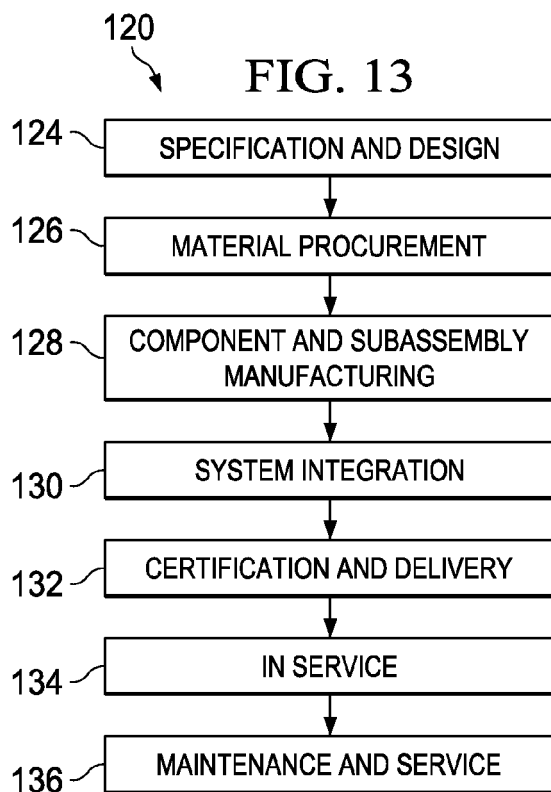 120
FIG. 13
124
SPECIFICATION AND DESIGN
126
MATERIAL PROCUREMENT
128
COMPONENT AND SUBASSEMBLY
MANUFACTURING
130
SYSTEM INTEGRATION
132
CERTIFICATION AND DELIVERY
134
IN SERVICE
136
MAINTENANCE AND SERVICE